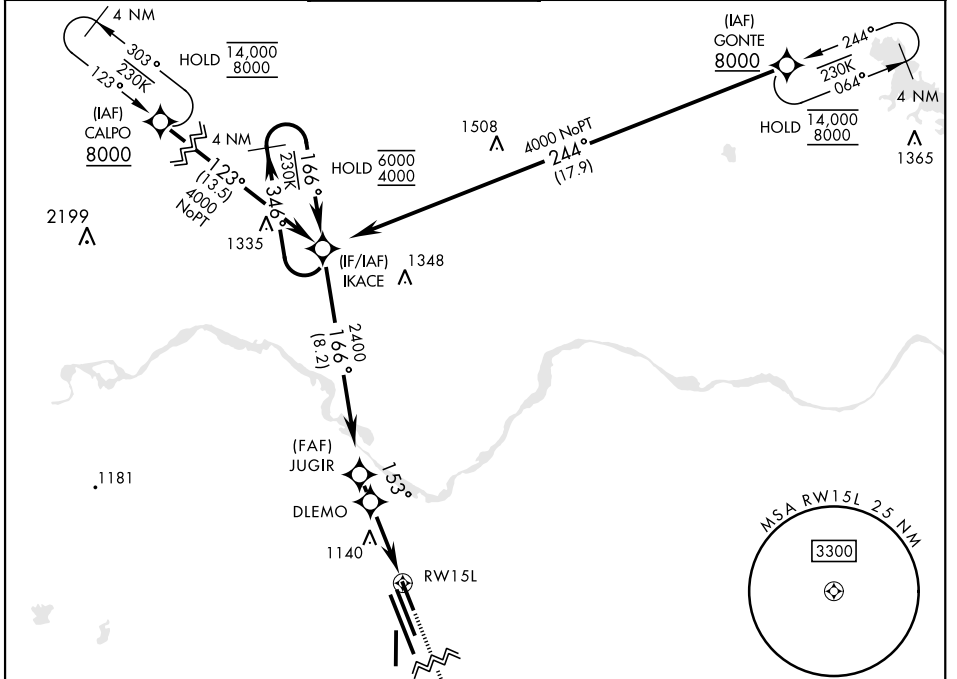 4 NM
303°
230K
123°
HOLD 14,000
8000
(IAF)
CALPO
8000
123°
(13.5)
4000
NoPT
4 NM
166°
230K
346°
HOLD 6000
4000
(IAF)
GONTE
8000
244°
230K
064°
4 NM
HOLD 14,000
8000
1508
4000 NoPT
244°
(17.9)
1365
2199
1335
(IF/IAF)
IKACE
1348
2400
166°
(8.2)
(FAF)
JUGIR
153°
DLEMO
1181
1140
RW15L
MSA RW15L 25 NM
3300